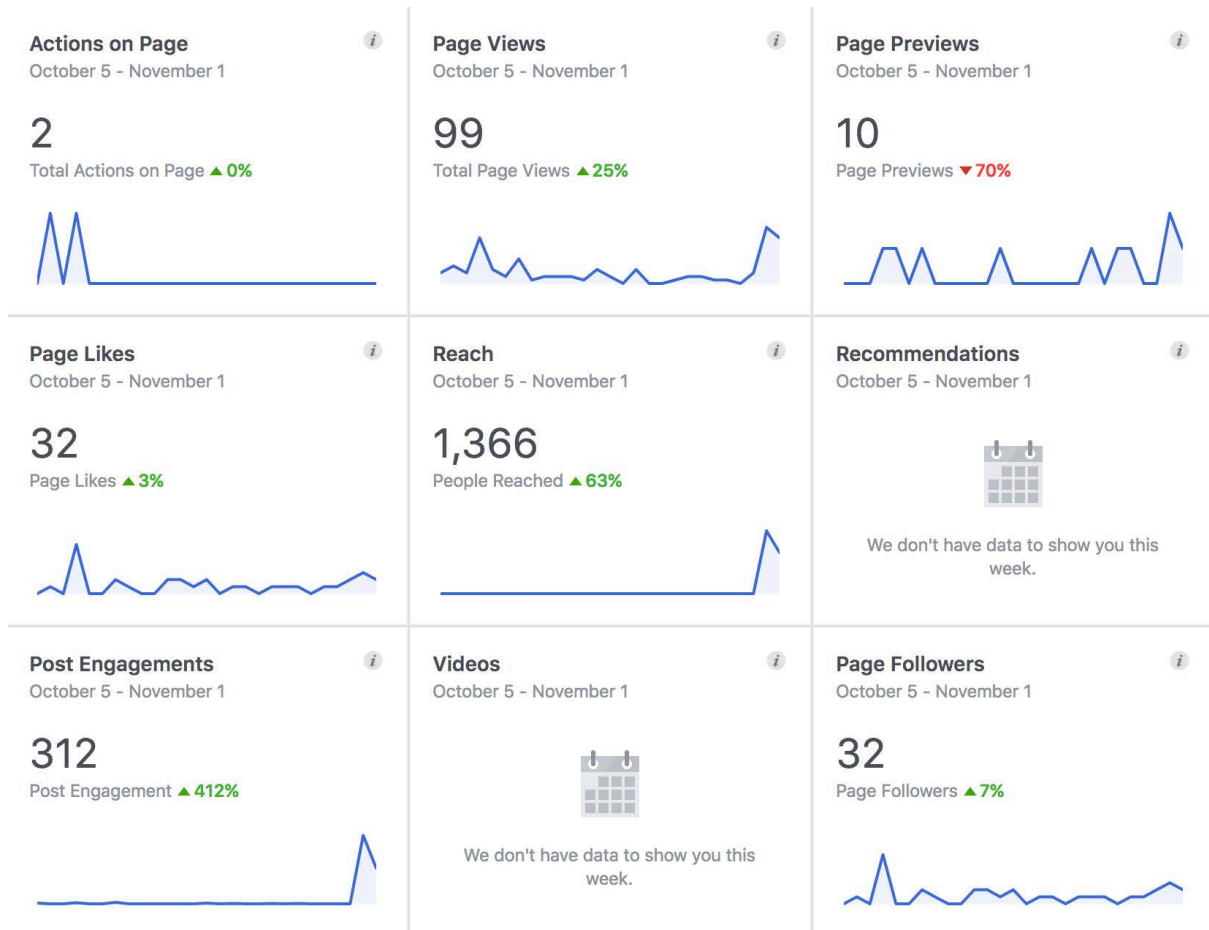 Actions on Page
October 5 - November 1
2
Total Actions on Page ▲ 0%
Page Views
October 5 - November 1
99
Total Page Views ▲ 25%
Page Previews
October 5 - November 1
10
Page Previews ▼ 70%
Page Likes
October 5 - November 1
32
Page Likes ▲ 3%
Reach
October 5 - November 1
1,366
People Reached ▲ 63%
Recommendations
October 5 - November 1
We don't have data to show you this
week.
Post Engagements
October 5 - November 1
312
Post Engagement ▲ 412%
Videos
October 5 - November 1
We don't have data to show you this
week.
Page Followers
October 5 - November 1
32
Page Followers ▲ 7%